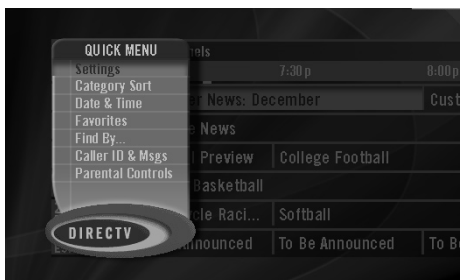 QUICK MENU
Settings
Category Sort
Date & Time
Favorites
Find By...
Caller ID & Msgs
Parental Controls
DIRECTV
nels
7:30 p 8:00p
er News: December Cust
e News
l Preview College Football
Basketball
cle Raci... Softball
nnounced To Be Announced To B